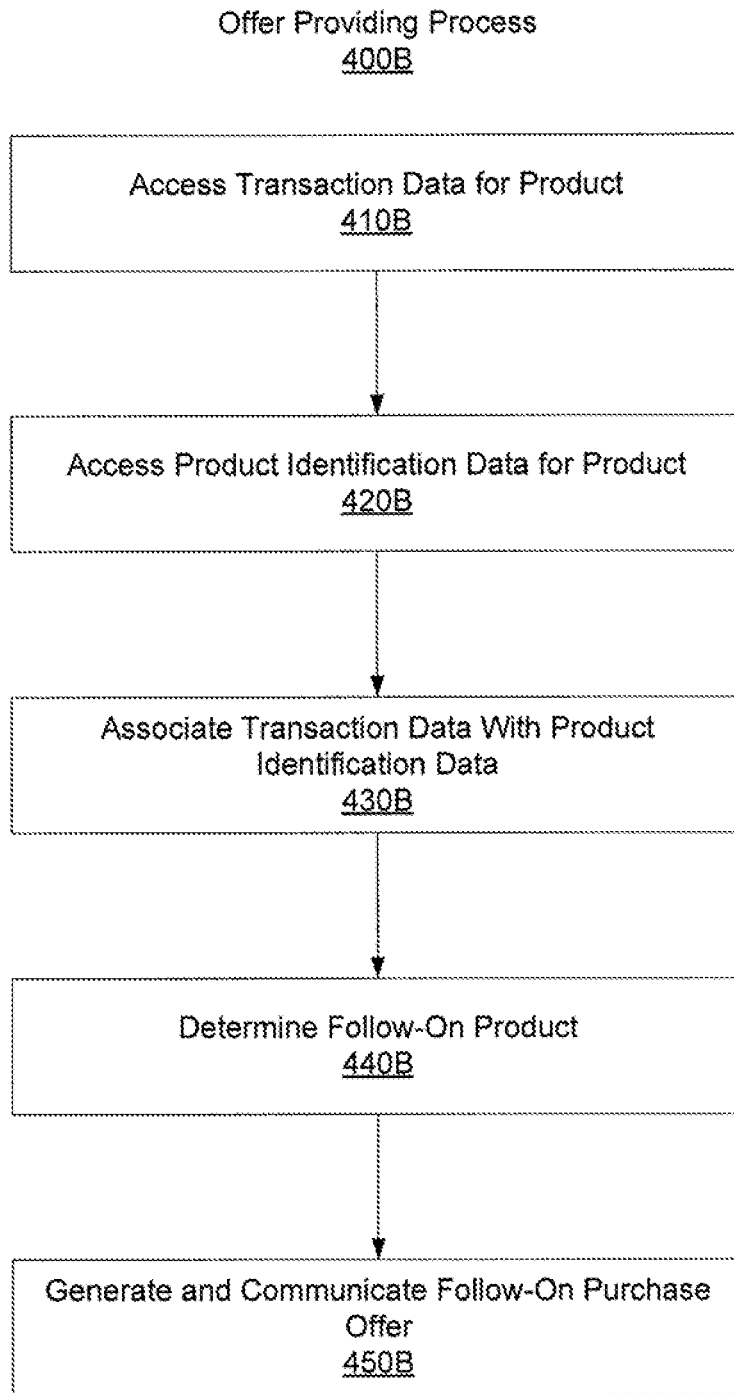 Offer Providing Process
400B
Access Transaction Data for Product
410B
Access Product Identification Data for Product
420B
Associate Transaction Data With Product
Identification Data
430B
Determine Follow-On Product
440B
Generate and Communicate Follow-On Purchase
Offer
450B